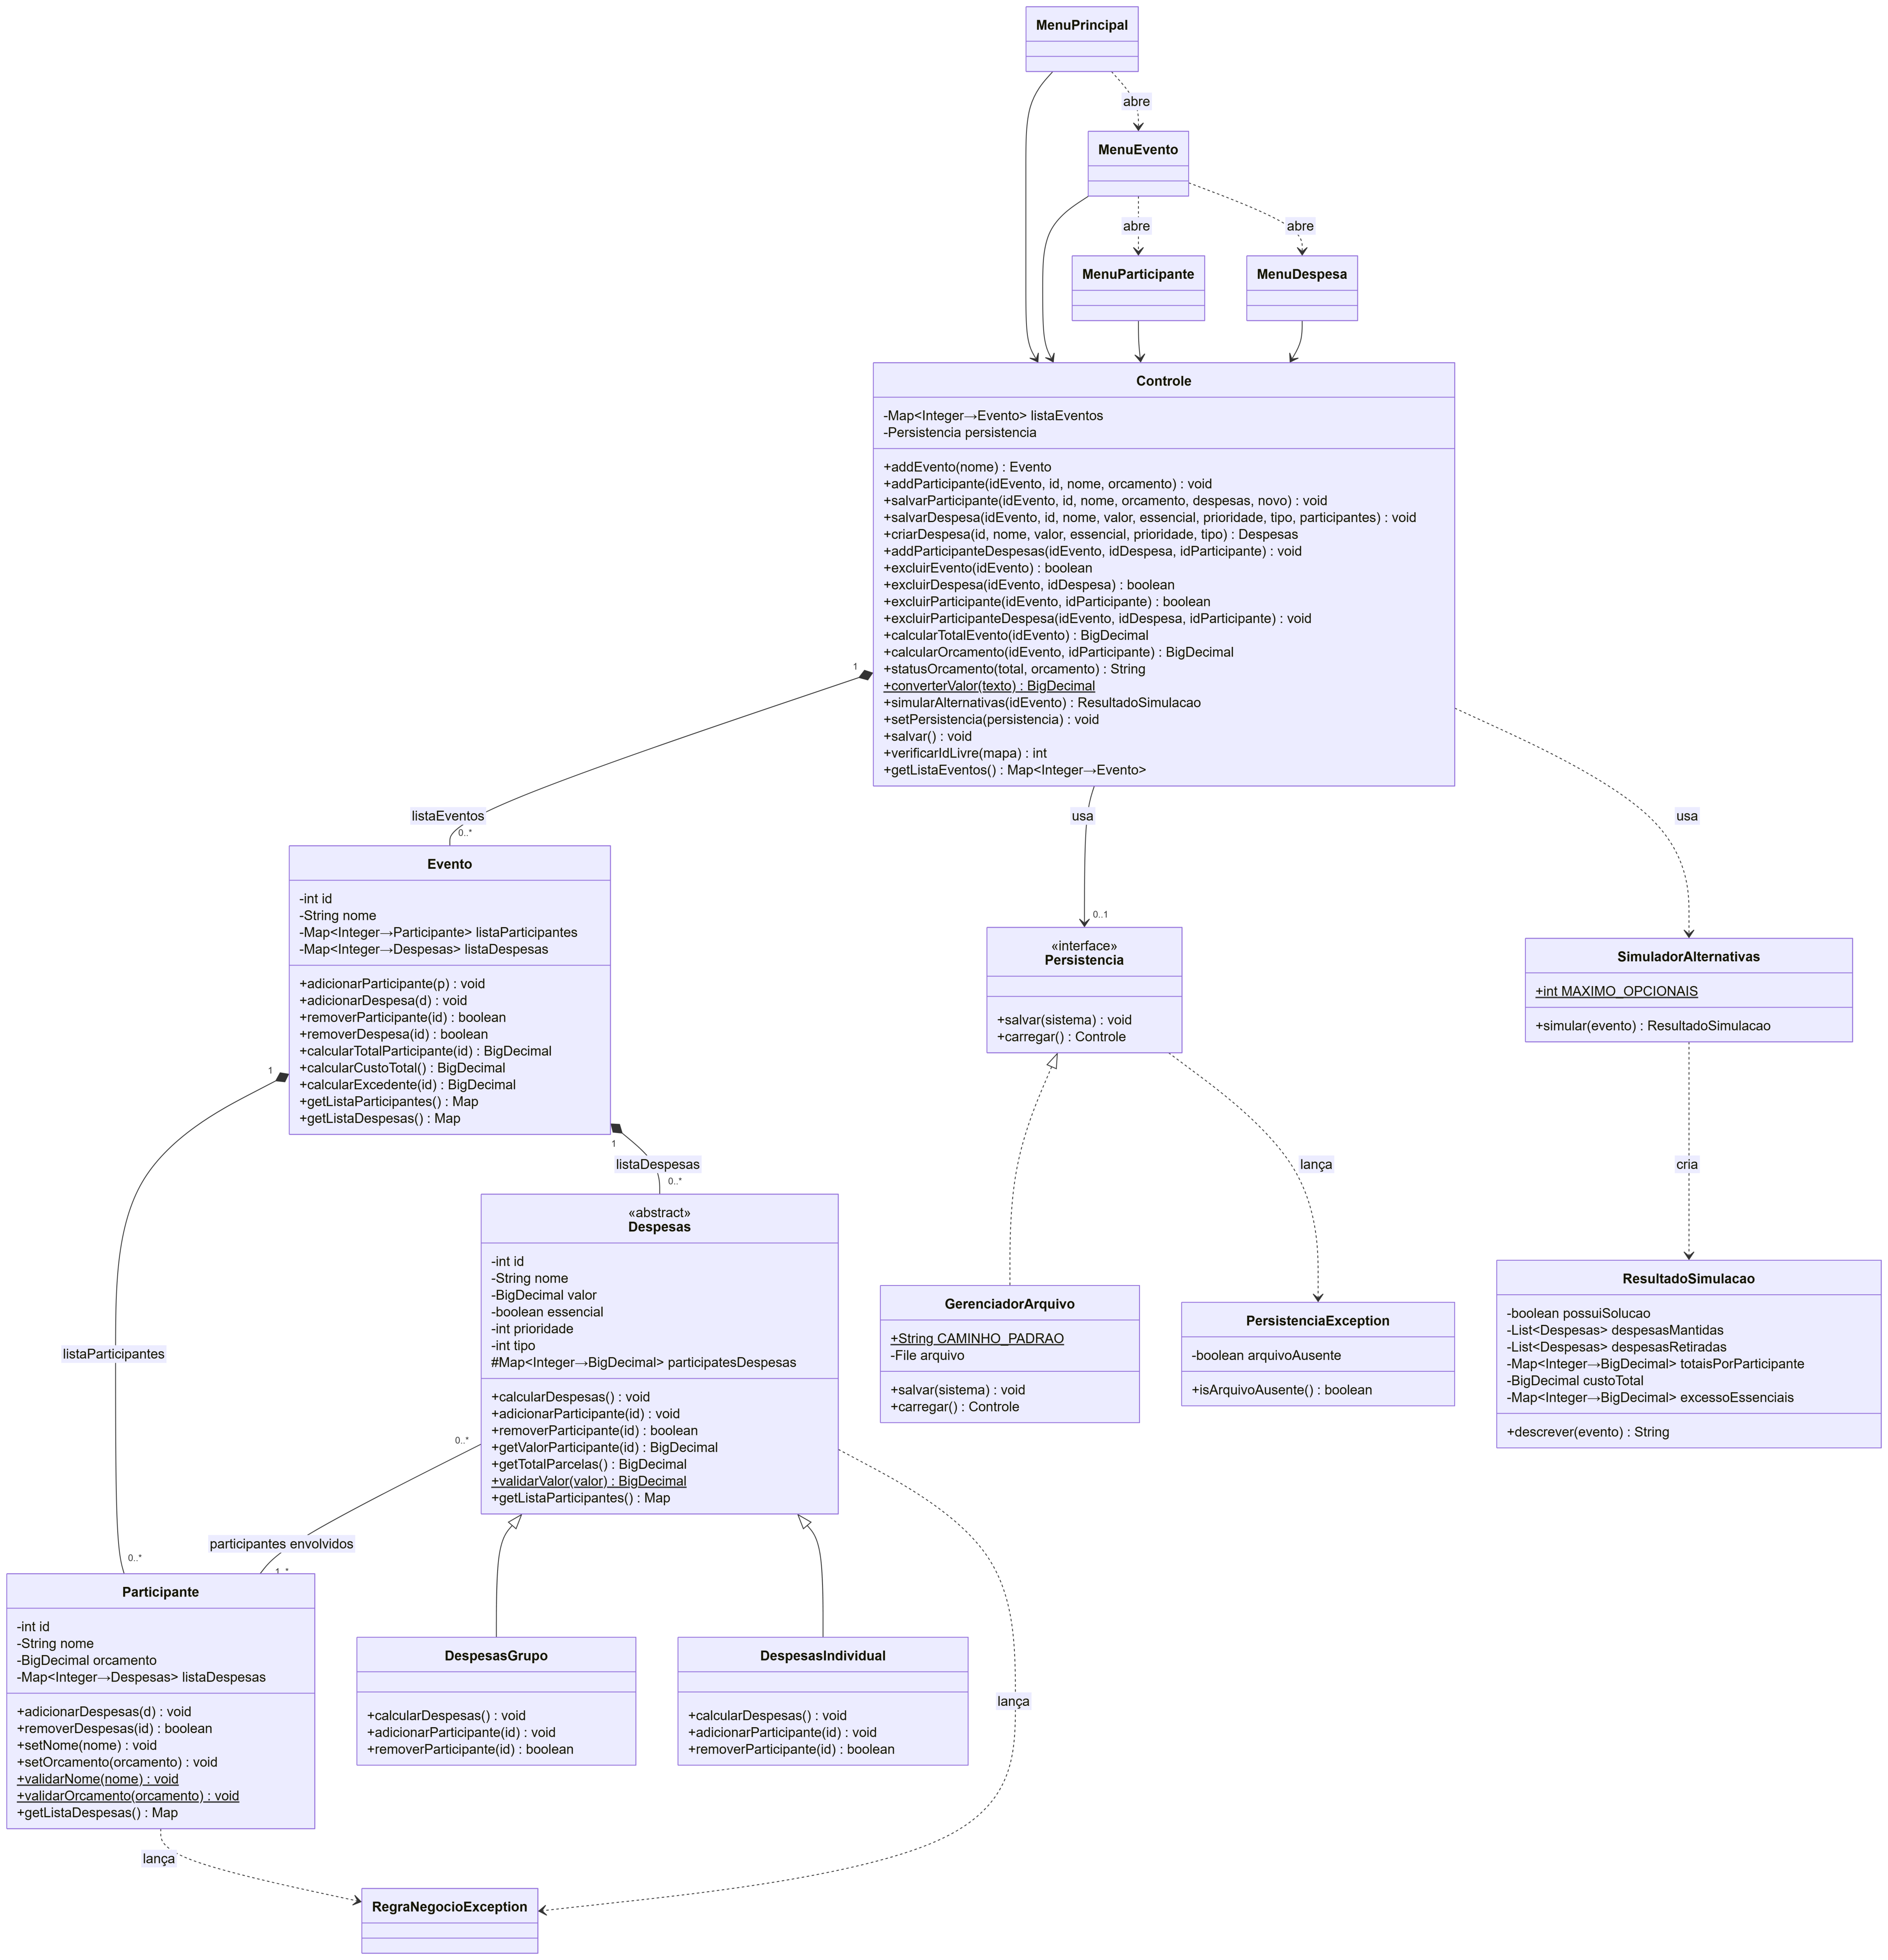 MenuPrincipal
abre
MenuEvento
abre
abre
MenuParticipante
MenuDespesa
Controle
-Map<Integer→Evento> listaEventos
-Persistencia persistencia
+addEvento(nome) : Evento
+addParticipante(idEvento, id, nome, orcamento) : void
+salvarParticipante(idEvento, id, nome, orcamento, despesas, novo) : void
+salvarDespesa(idEvento, id, nome, valor, essencial, prioridade, tipo, participantes) : void
+criarDespesa(id, nome, valor, essencial, prioridade, tipo) : Despesas
+addParticipanteDespesas(idEvento, idDespesa, idParticipante) : void
+excluirEvento(idEvento) : boolean
+excluirDespesa(idEvento, idDespesa) : boolean
+excluirParticipante(idEvento, idParticipante) : boolean
+excluirParticipanteDespesa(idEvento, idDespesa, idParticipante) : void
+calcularTotalEvento(idEvento) : BigDecimal
+calcularOrcamento(idEvento, idParticipante) : BigDecimal
+statusOrcamento(total, orcamento) : String
+converterValor(texto) : BigDecimal
+simularAlternativas(idEvento) : ResultadoSimulacao
+setPersistencia(persistencia) : void
+salvar() : void
+verificarIdLivre(mapa) : int
+getListaEventos() : Map<Integer→Evento>
1
listaEventos
0..*
usa
0..1
usa
Evento
-int id
-String nome
-Map<Integer→Participante> listaParticipantes
-Map<Integer→Despesas> listaDespesas
+adicionarParticipante(p) : void
+adicionarDespesa(d) : void
+removerParticipante(id) : boolean
+removerDespesa(id) : boolean
+calcularTotalParticipante(id) : BigDecimal
+calcularCustoTotal() : BigDecimal
+calcularExcedente(id) : BigDecimal
+getListaParticipantes() : Map
+getListaDespesas() : Map
«interface»
Persistencia
+salvar(sistema) : void
+carregar() : Controle
SimuladorAlternativas
+int MAXIMO_OPCIONAIS
+simular(evento) : ResultadoSimulacao
1
1
listaDespesas
0..*
lança
cria
«abstract»
Despesas
-int id
-String nome
-BigDecimal valor
-boolean essencial
-int prioridade
-int tipo
#Map<Integer→BigDecimal> participatesDespesas
+calcularDespesas() : void
+adicionarParticipante(id) : void
+removerParticipante(id) : boolean
+getValorParticipante(id) : BigDecimal
+getTotalParcelas() : BigDecimal
+validarValor(valor) : BigDecimal
+getListaParticipantes() : Map
GerenciadorArquivo
+String CAMINHO_PADRAO
-File arquivo
+salvar(sistema) : void
+carregar() : Controle
PersistenciaException
-boolean arquivoAusente
+isArquivoAusente() : boolean
ResultadoSimulacao
-boolean possuiSolucao
-List<Despesas> despesasMantidas
-List<Despesas> despesasRetiradas
-Map<Integer→BigDecimal> totaisPorParticipante
-BigDecimal custoTotal
-Map<Integer→BigDecimal> excessoEssenciais
+descrever(evento) : String
listaParticipantes
0..*
0..*
participantes envolvidos
1..*
Participante
-int id
-String nome
-BigDecimal orcamento
-Map<Integer→Despesas> listaDespesas
+adicionarDespesas(d) : void
+removerDespesas(id) : boolean
+setNome(nome) : void
+setOrcamento(orcamento) : void
+validarNome(nome) : void
+validarOrcamento(orcamento) : void
+getListaDespesas() : Map
DespesasGrupo
+calcularDespesas() : void
+adicionarParticipante(id) : void
+removerParticipante(id) : boolean
DespesasIndividual
+calcularDespesas() : void
+adicionarParticipante(id) : void
+removerParticipante(id) : boolean
lança
lança
RegraNegocioException